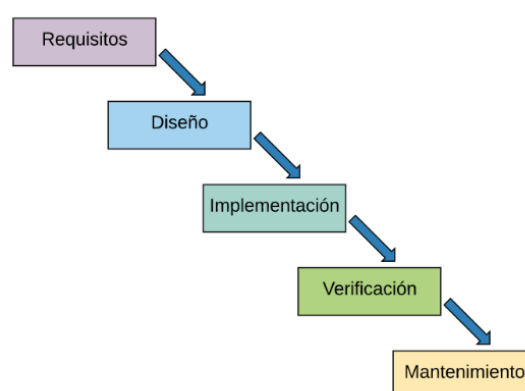 Requisitos
Diseño
Implementación
Verificación
Mantenimiento